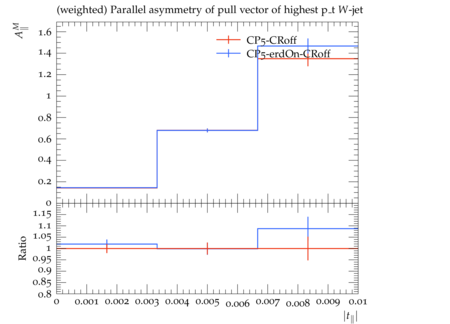 (weighted) Parallel asymmetry of pull vector of highest p_t W-jet
A^M_∥
CP5-CRoff
CP5-erdOn-CRoff
1.6
1.4
1.2
1
0.8
0.6
0.4
0.2
0
Ratio
1.15
1.1
1.05
1
0.95
0.9
0.85
0.8
0 0.001 0.002 0.003 0.004 0.005 0.006 0.007 0.008 0.009 0.01
|t_∥|